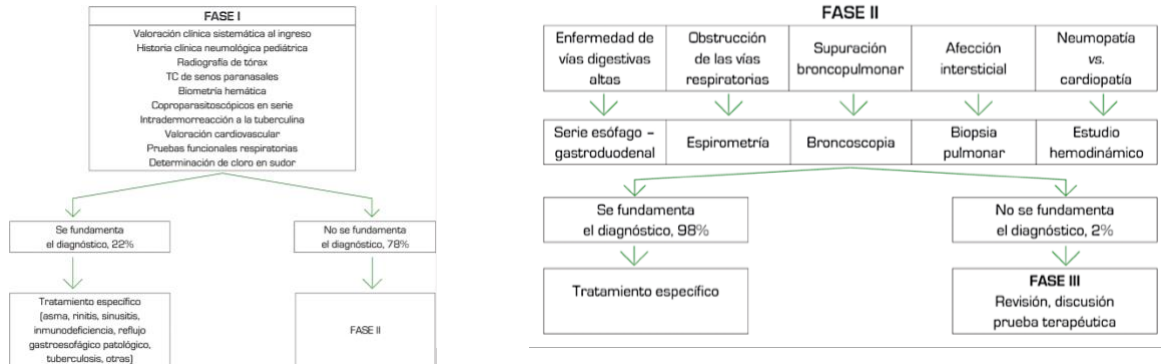 FASE I
Valoración clínica sistemática al ingreso
Historia clínica neumológica pediátrica
Radiografía de tórax
TC de senos paranasales
Biometría hemática
Coproparasitoscópicos en serie
Intradermorreacción a la tuberculina
Valoración cardiovascular
Pruebas funcionales respiratorias
Determinación de cloro en sudor
Se fundamenta
el diagnóstico, 22%
No se fundamenta
el diagnóstico, 78%
Tratamiento específico
(asma, rinitis, sinusitis,
inmunodeficiencia, reflujo
gastroesofágico patológico,
tuberculosis, otras)
FASE II
FASE II
Enfermedad de
vías digestivas
altas
Obstrucción
de las vías
respiratorias
Supuración
broncopulmonar
Afección
intersticial
Neumopatía
vs.
cardiopatía
Serie esófago –
gastroduodenal
Espirometría
Broncoscopia
Biopsia
pulmonar
Estudio
hemodinámico
Se fundamenta
el diagnóstico, 98%
No se fundamenta
el diagnóstico, 2%
Tratamiento específico
FASE III
Revisión, discusión
prueba terapéutica